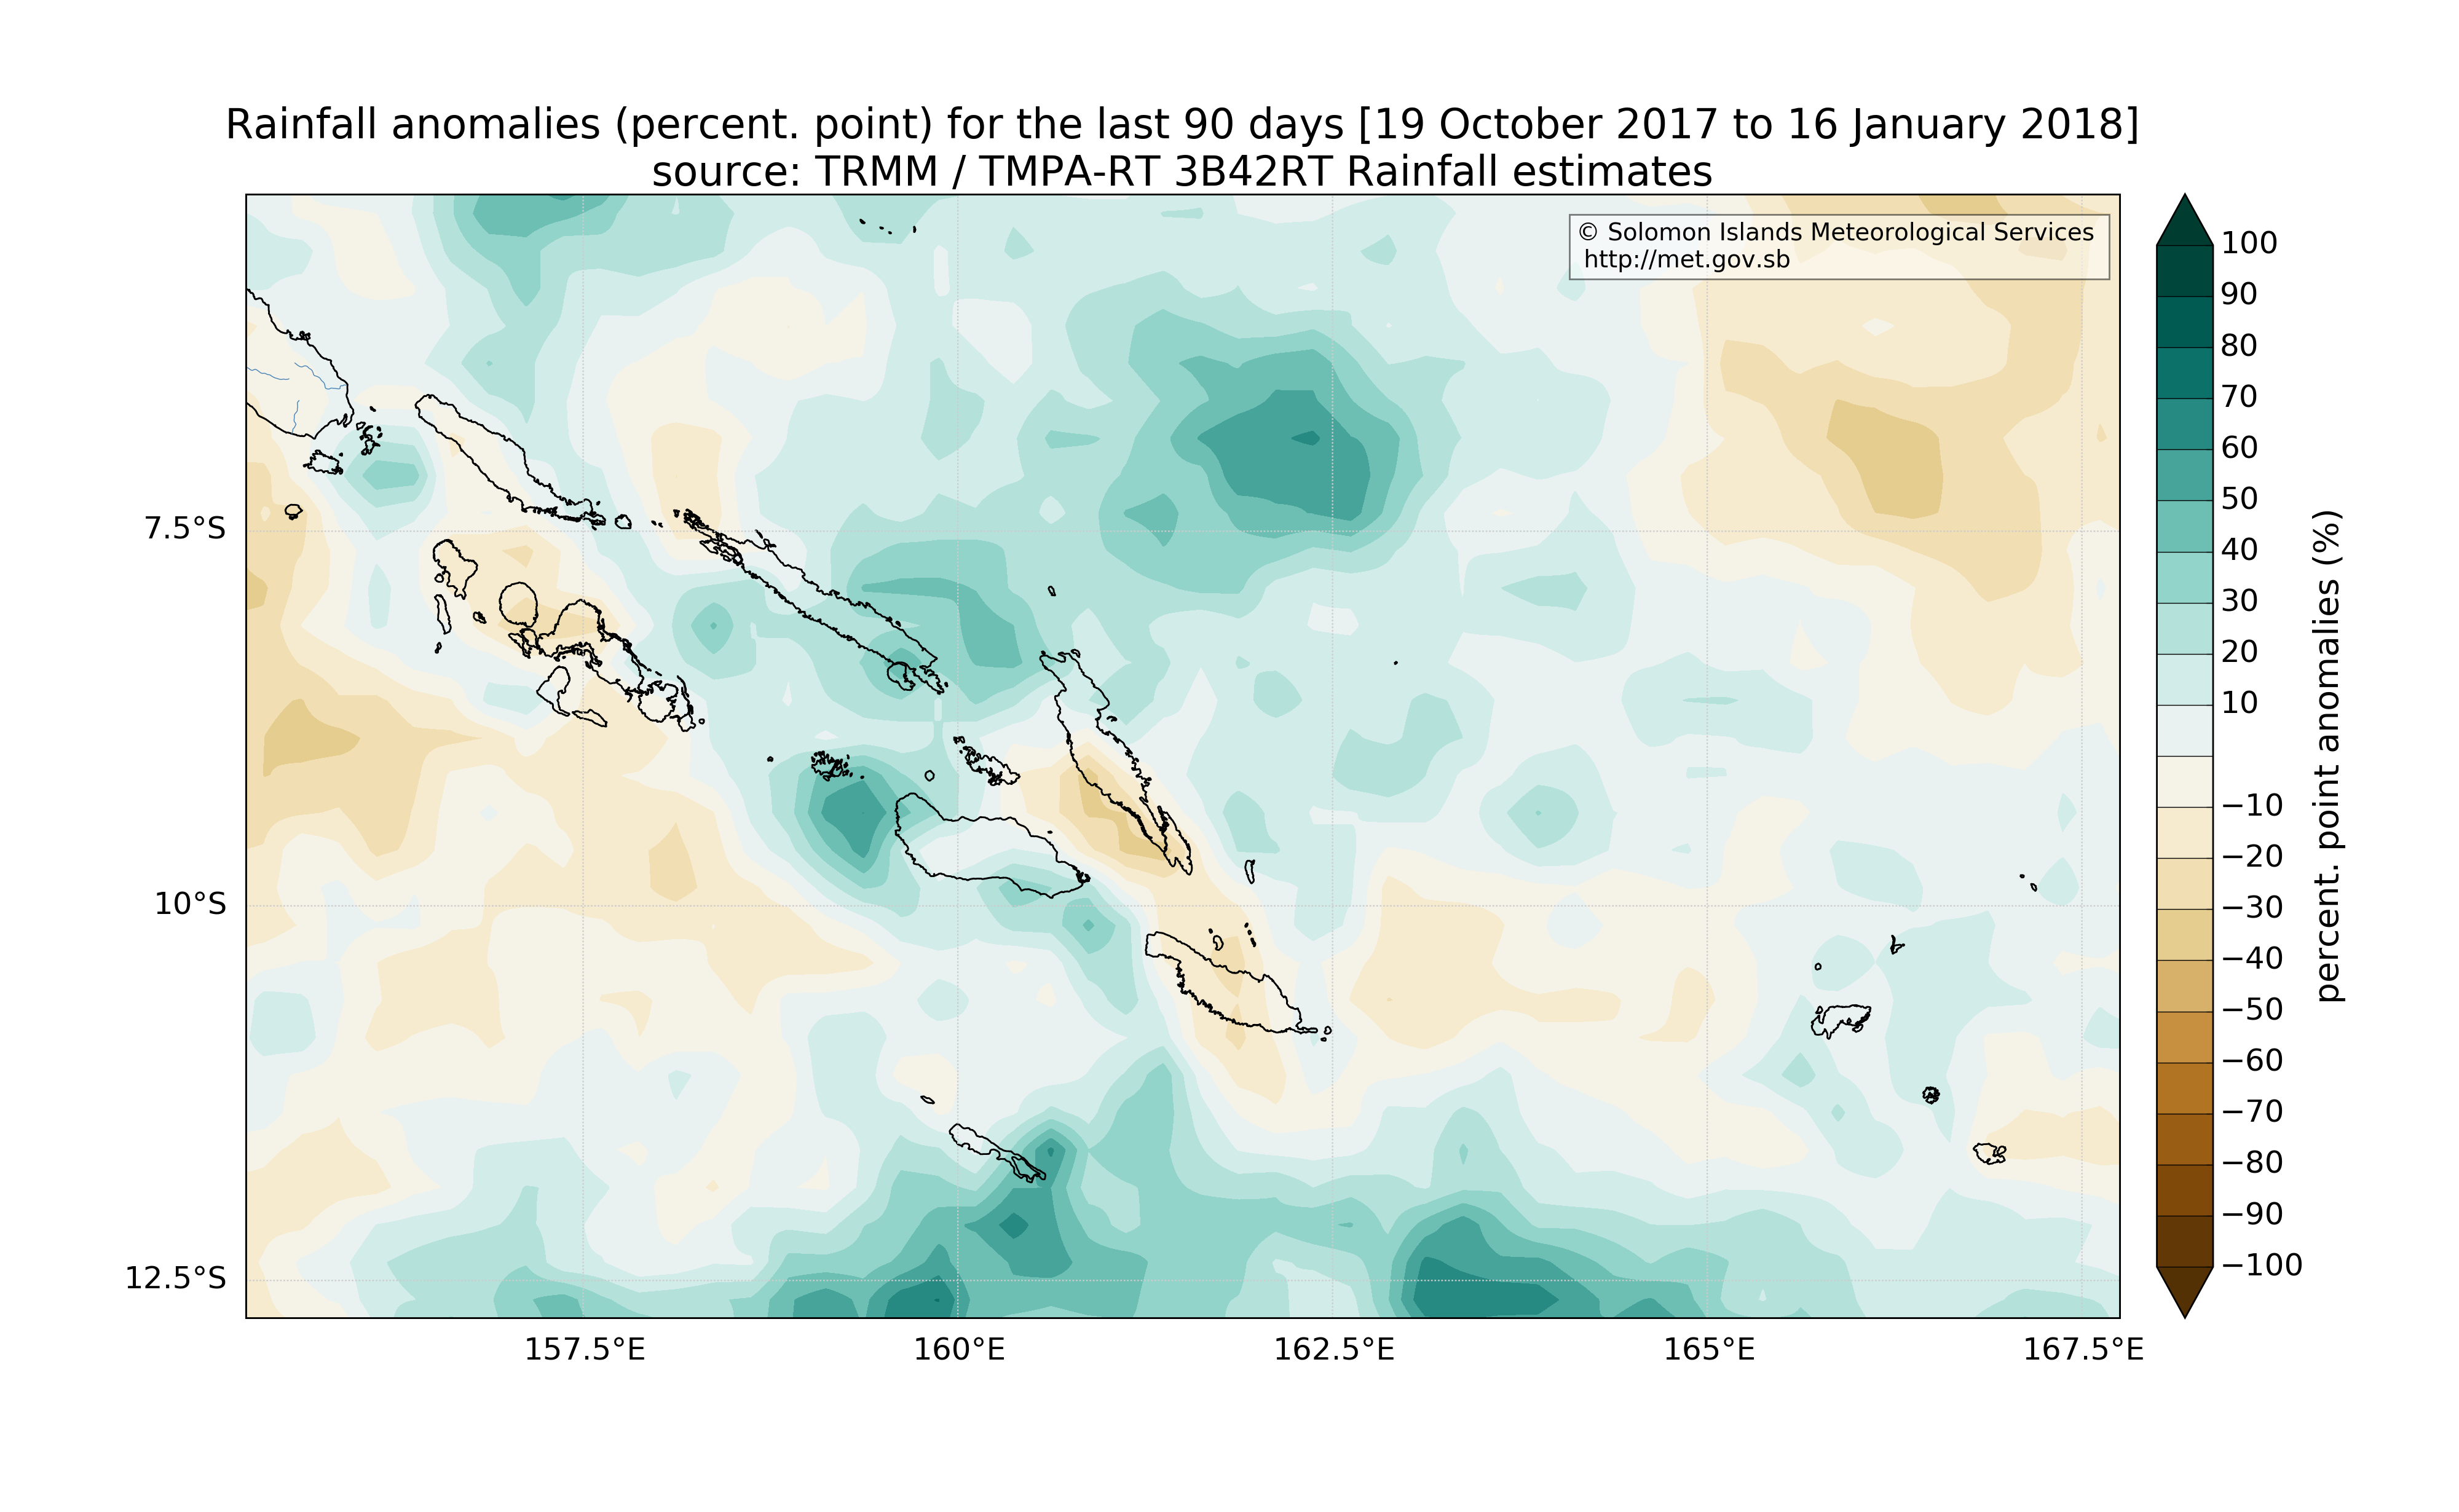 Rainfall anomalies (percent. point) for the last 90 days [19 October 2017 to 16 January 2018]
source: TRMM / TMPA-RT 3B42RT Rainfall estimates
© Solomon Islands Meteorological Services
http://met.gov.sb
7.5°S
10°S
12.5°S
157.5°E
160°E
162.5°E
165°E
167.5°E
100
90
80
70
60
50
40
30
20
10
−10
−20
−30
−40
−50
−60
−70
−80
−90
−100
percent. point anomalies (%)